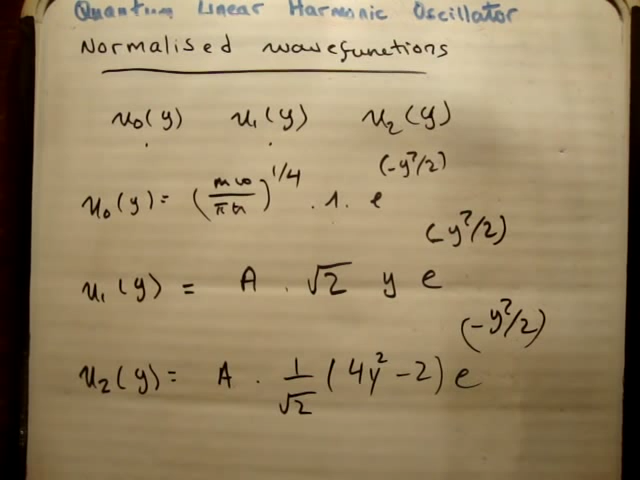 Quantum Linear Harmonic Oscillator
Normalised wavefunctions
u₀(y) u₁(y) u₂(y)
u₀(y) = (mω/πħ)^1/4 . 1. e^(-y²/2)
u₁(y) = A . √2 y e^(-y²/2)
u₂(y) = A . 1/√2 (4y² - 2) e^(-y²/2)